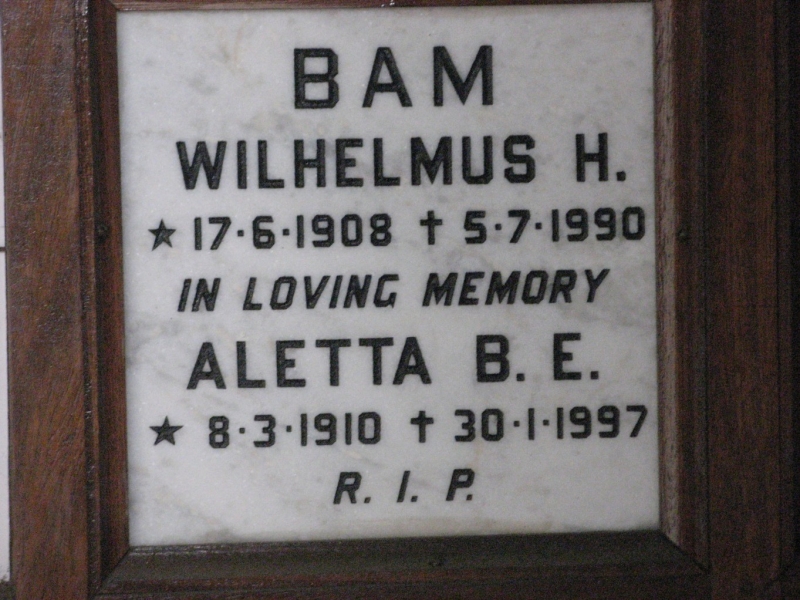 BAM
WILHELMUS H.
★ 17·6·1908 ✝ 5·7·1990
IN LOVING MEMORY
ALETTA B. E.
★ 8·3·1910 ✝ 30·1·1997
R. I. P.